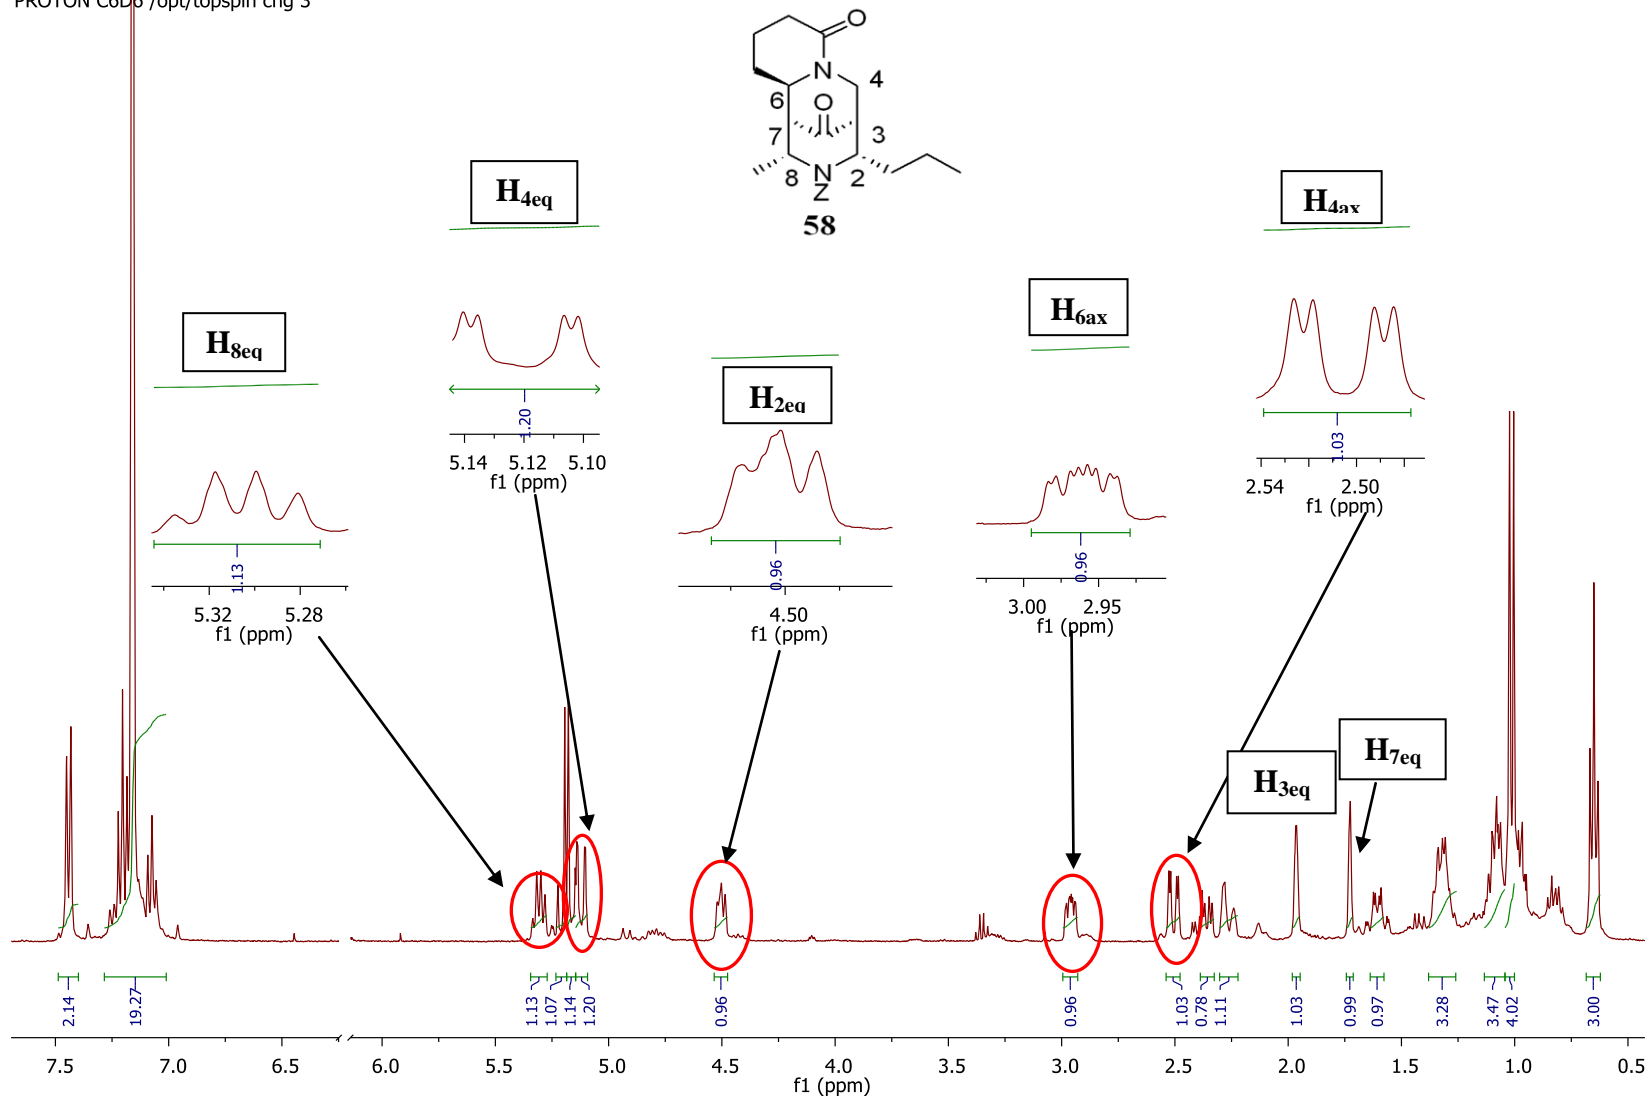 PROTON C6D6 /opt/topspin chg 3
O
N
4
6
O
7
3
8
N
2
Z
58
H8eq
H4eq
H2eq
H6ax
H4ax
H3eq
H7eq
1.13
5.32 5.28
f1 (ppm)
1.20
5.14 5.12 5.10
f1 (ppm)
0.96
4.50
f1 (ppm)
0.96
3.00 2.95
f1 (ppm)
1.03
2.54 2.50
f1 (ppm)
2.14 19.27 1.13 1.07 1.14 1.20 0.96 0.96 1.03 0.78 1.11 1.03 0.99 0.97 3.28 3.47 4.02 3.00
7.5 7.0 6.5 6.0 5.5 5.0 4.5 4.0 3.5 3.0 2.5 2.0 1.5 1.0 0.5
f1 (ppm)